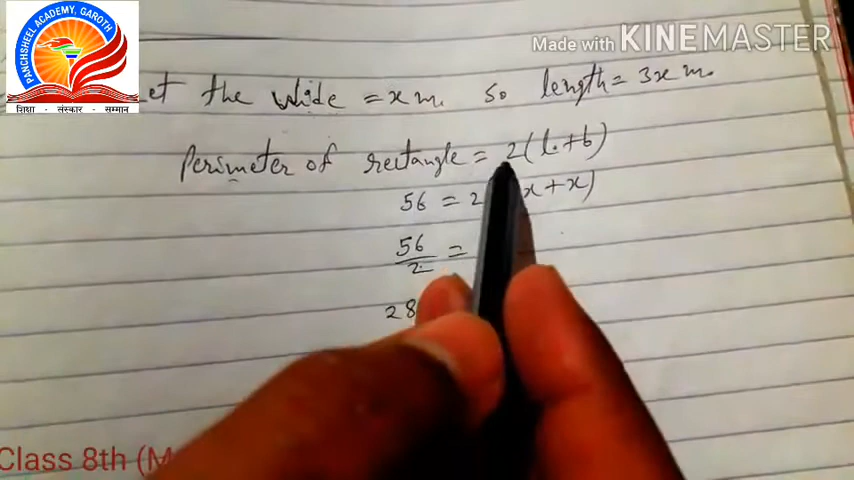 PANCHSHEEL ACADEMY, GAROTH
शिक्षा · संस्कार · सम्मान
Made with KINEMASTER
et the wide = x m. so length = 3x m.
Perimeter of rectangle = 2(l+b)
56 = 2 x + x)
56/2 =
28
Class 8th (M